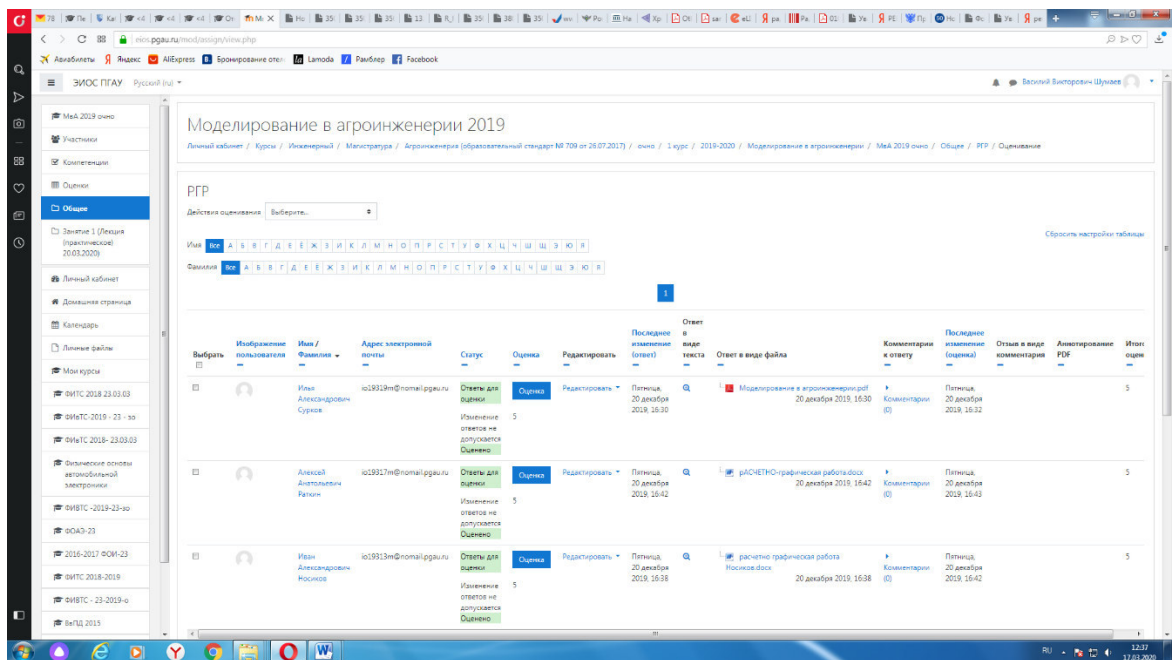 eios.pgau.ru/mod/assign/view.php
Авиабилеты Яндекс AliExpress Бронирование отел Lamoda Рамблер Facebook
ЭИОС ПГАУ Русский (ru)
Василий Викторович Шумаев
МвА 2019 очно
Участники
Компетенции
Оценки
Общее
Занятие 1 (Лекция
(практическое)
20.03.2020)
Личный кабинет
Домашняя страница
Календарь
Личные файлы
Мои курсы
ФИТС 2018 23.03.03
ФИвТС-2019 - 23 - зо
ФИвТС 2018- 23.03.03
Физические основы
автомобильной
электроники
ФИВТС -2019-23-зо
ФОАЭ-23
2016-2017 ФОИ-23
ФИТС 2018-2019
ФИВТС - 23-2019-о
ВвПД 2015
Моделирование в агроинженерии 2019
Личный кабинет / Курсы / Инженерный / Магистратура / Агроинженерия (образовательный стандарт № 709 от 26.07.2017) / очно / 1 курс / 2019-2020 / Моделирование в агроинженерии / МвА 2019 очно / Общее / РГР / Оценивание
РГР
Действия оценивания Выберите...
Сбросить настройки таблицы
Имя Все А Б В Г Д Е Ё Ж З И К Л М Н О П Р С Т У Ф Х Ц Ч Ш Щ Э Ю Я
Фамилия Все А Б В Г Д Е Ё Ж З И К Л М Н О П Р С Т У Ф Х Ц Ч Ш Щ Э Ю Я
1
Выбрать
Изображение
пользователя
Имя /
Фамилия
Адрес электронной
почты
Статус
Оценка
Редактировать
Последнее
изменение
(ответ)
Ответ
в
виде
текста
Ответ в виде файла
Комментарии
к ответу
Последнее
изменение
(оценка)
Отзыв в виде
комментария
Аннотирование
PDF
Итого
оцен
Илья
Александрович
Сурков
io19319m@nomail.pgau.ru
Ответы для
оценки
Изменение
ответов не
допускается
Оценено
Оценка
5
Редактировать
Пятница,
20 декабря
2019, 16:30
Моделирование в агроинженерии.pdf
20 декабря 2019, 16:30
Комментарии
(0)
Пятница,
20 декабря
2019, 16:32
5
Алексей
Анатольевич
Раткин
io19317m@nomail.pgau.ru
Ответы для
оценки
Изменение
ответов не
допускается
Оценено
Оценка
5
Редактировать
Пятница,
20 декабря
2019, 16:42
рАСЧЕТНО-графическая работа.docx
20 декабря 2019, 16:42
Комментарии
(0)
Пятница,
20 декабря
2019, 16:43
5
Иван
Александрович
Носиков
io19313m@nomail.pgau.ru
Ответы для
оценки
Изменение
ответов не
допускается
Оценено
Оценка
5
Редактировать
Пятница,
20 декабря
2019, 16:38
расчетно графическая работа
Носиков.docx
20 декабря 2019, 16:38
Комментарии
(0)
Пятница,
20 декабря
2019, 16:42
5
RU
12:37
17.03.2020